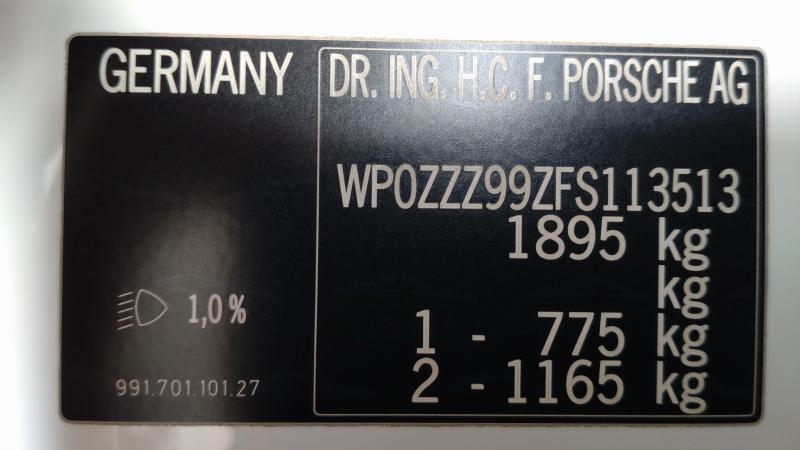 GERMANY
1,0%
991.701.101.27
DR. ING. H.C. F. PORSCHE AG
WP0ZZZ99ZFS113513
1895 kg
kg
1 - 775 kg
2 - 1165 kg